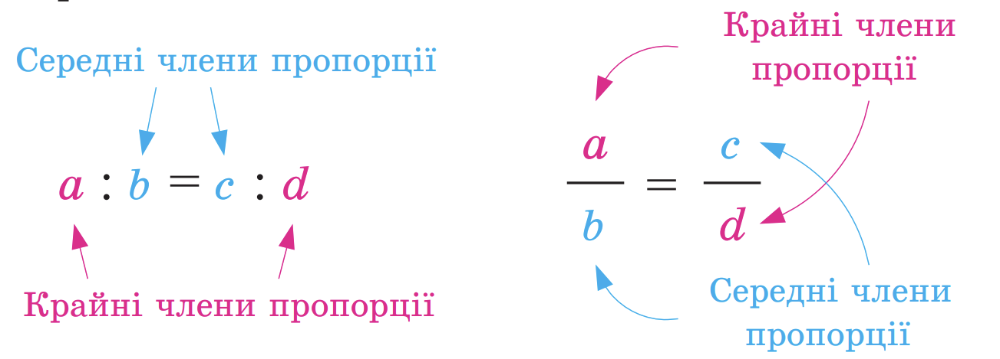 Середні члени пропорції
a : b = c : d
Крайні члени пропорції
Крайні члени
пропорції
a
c
=
b
d
Середні члени
пропорції